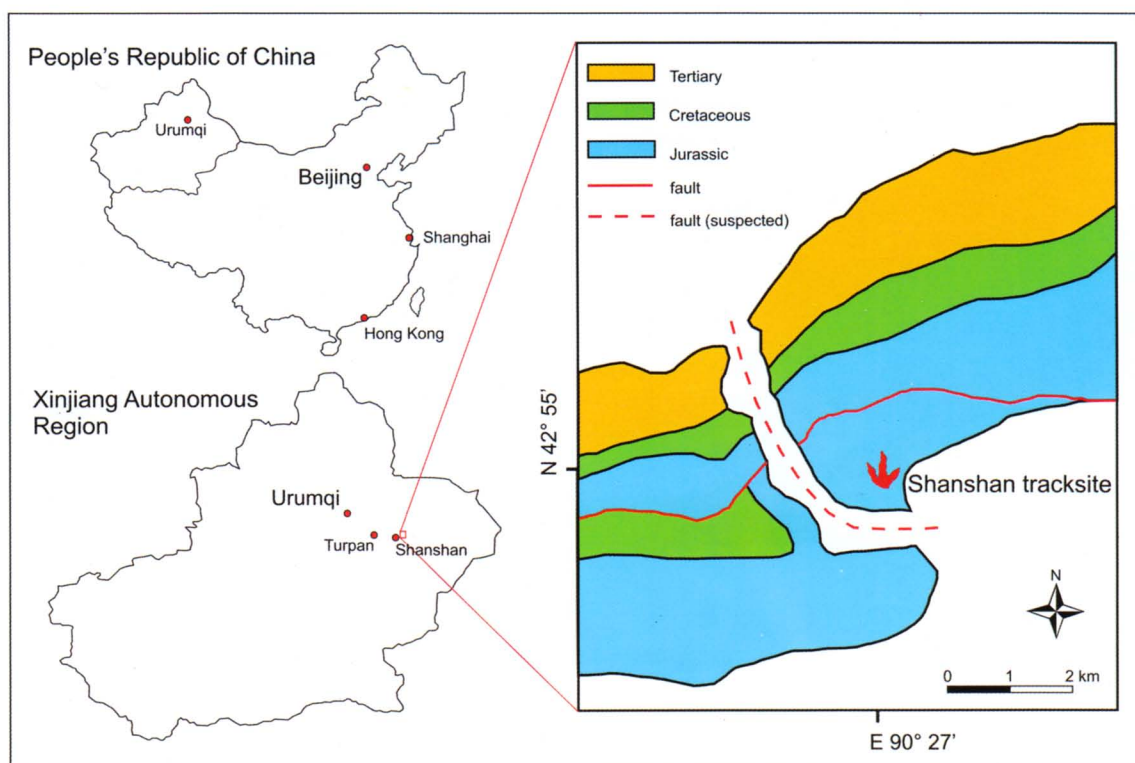 People's Republic of China
Urumqi
Beijing
Shanghai
Hong Kong
Xinjiang Autonomous
Region
Urumqi
Turpan
Shanshan
Tertiary
Cretaceous
Jurassic
fault
fault (suspected)
N 42° 55'
Shanshan tracksite
N
0 1 2 km
E 90° 27'